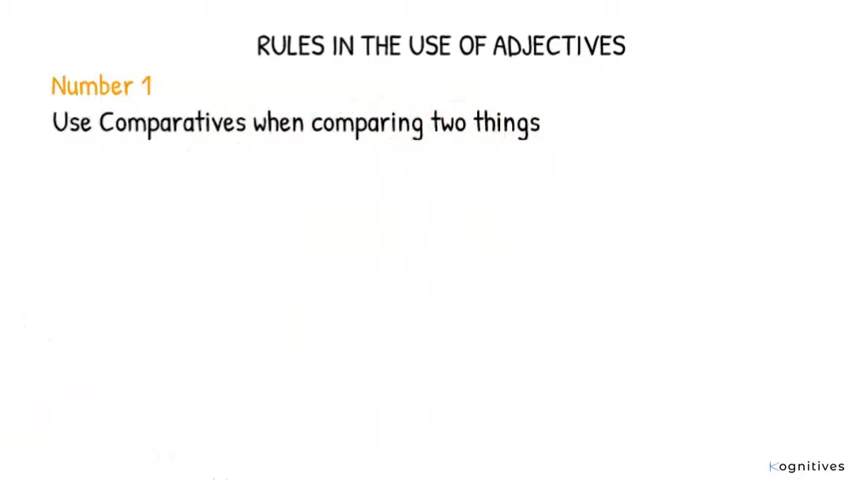 RULES IN THE USE OF ADJECTIVES
Number 1
Use Comparatives when comparing two things
Kognitives